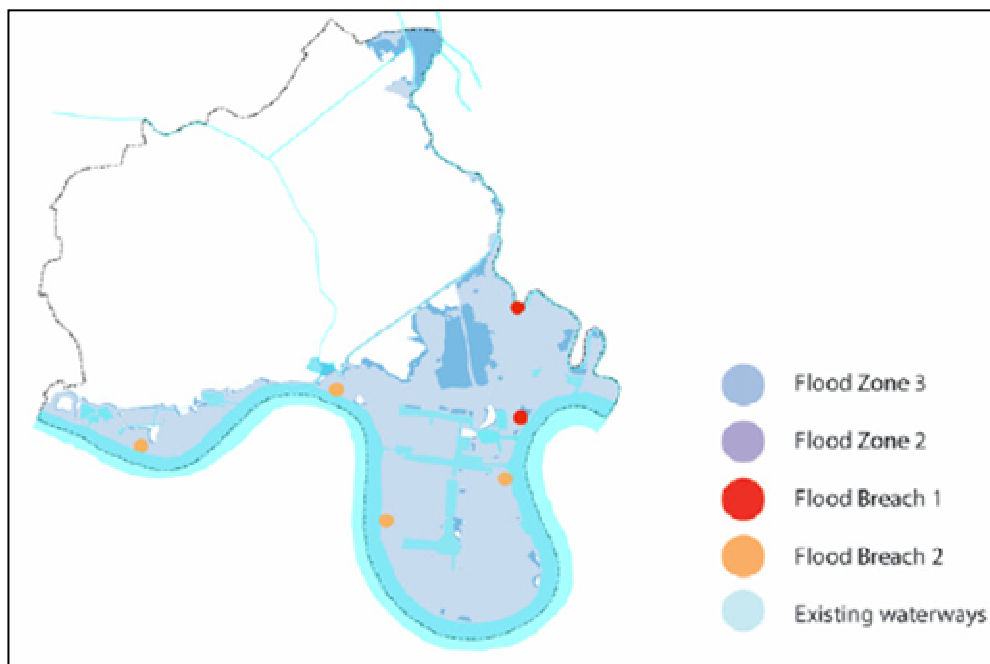 Flood Zone 3
Flood Zone 2
Flood Breach 1
Flood Breach 2
Existing waterways